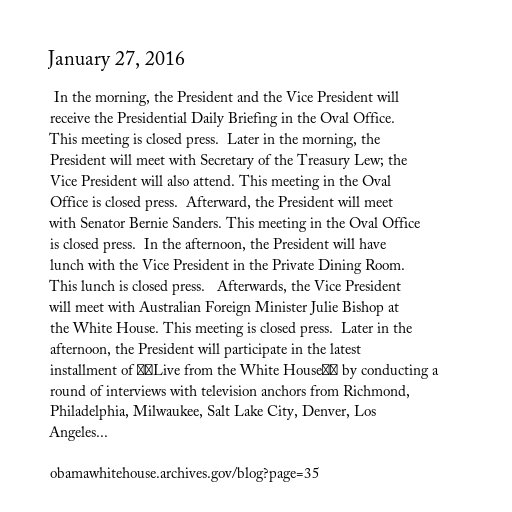 January 27, 2016
In the morning, the President and the Vice President will
receive the Presidential Daily Briefing in the Oval Office.
This meeting is closed press.  Later in the morning, the
President will meet with Secretary of the Treasury Lew; the
Vice President will also attend. This meeting in the Oval
Office is closed press.  Afterward, the President will meet
with Senator Bernie Sanders. This meeting in the Oval Office
is closed press.  In the afternoon, the President will have
lunch with the Vice President in the Private Dining Room.
This lunch is closed press.   Afterwards, the Vice President
will meet with Australian Foreign Minister Julie Bishop at
the White House. This meeting is closed press.  Later in the
afternoon, the President will participate in the latest
installment of Live from the White House by conducting a
round of interviews with television anchors from Richmond,
Philadelphia, Milwaukee, Salt Lake City, Denver, Los
Angeles...
obamawhitehouse.archives.gov/blog?page=35